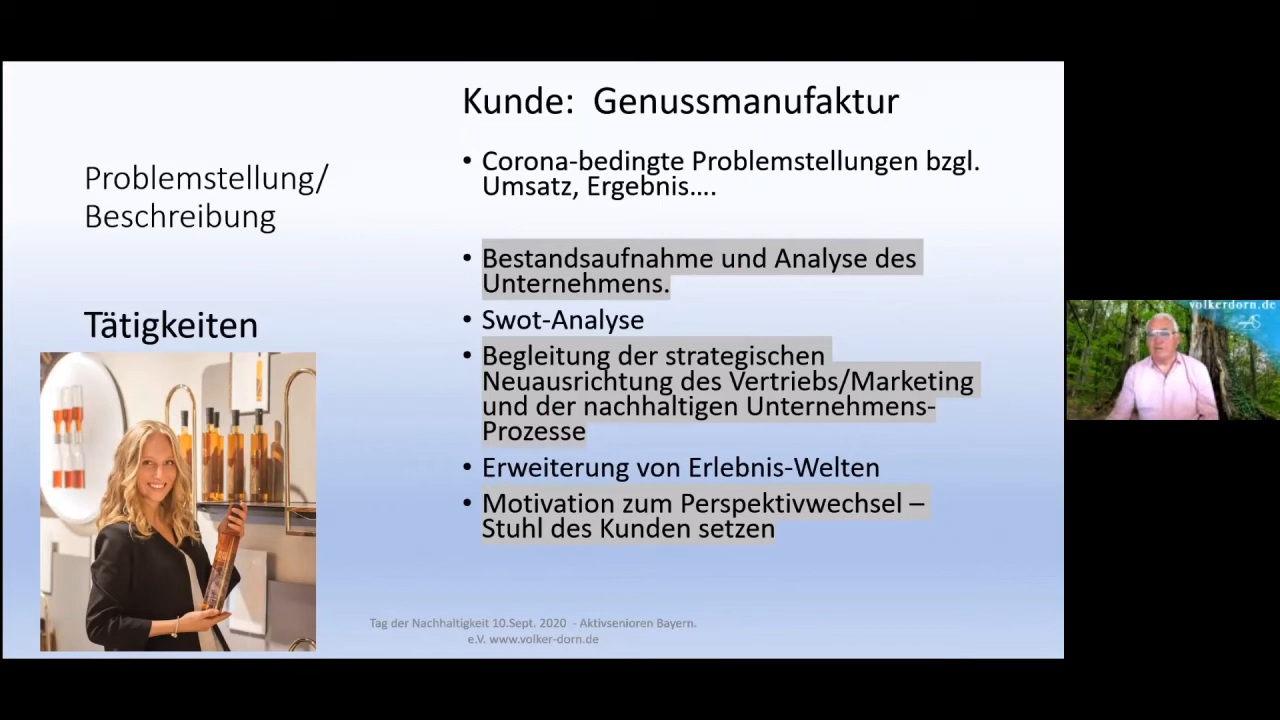 Kunde: Genussmanufaktur
Problemstellung/
Beschreibung
• Corona-bedingte Problemstellungen bzgl.
Umsatz, Ergebnis….
Tätigkeiten
• Bestandsaufnahme und Analyse des
Unternehmens.
• Swot-Analyse
• Begleitung der strategischen
Neuausrichtung des Vertriebs/Marketing
und der nachhaltigen Unternehmens-
Prozesse
• Erweiterung von Erlebnis-Welten
• Motivation zum Perspektivwechsel –
Stuhl des Kunden setzen
Tag der Nachhaltigkeit 10.Sept. 2020 - Aktivsenioren Bayern.
e.V. www.volker-dorn.de
volkerdorn.de